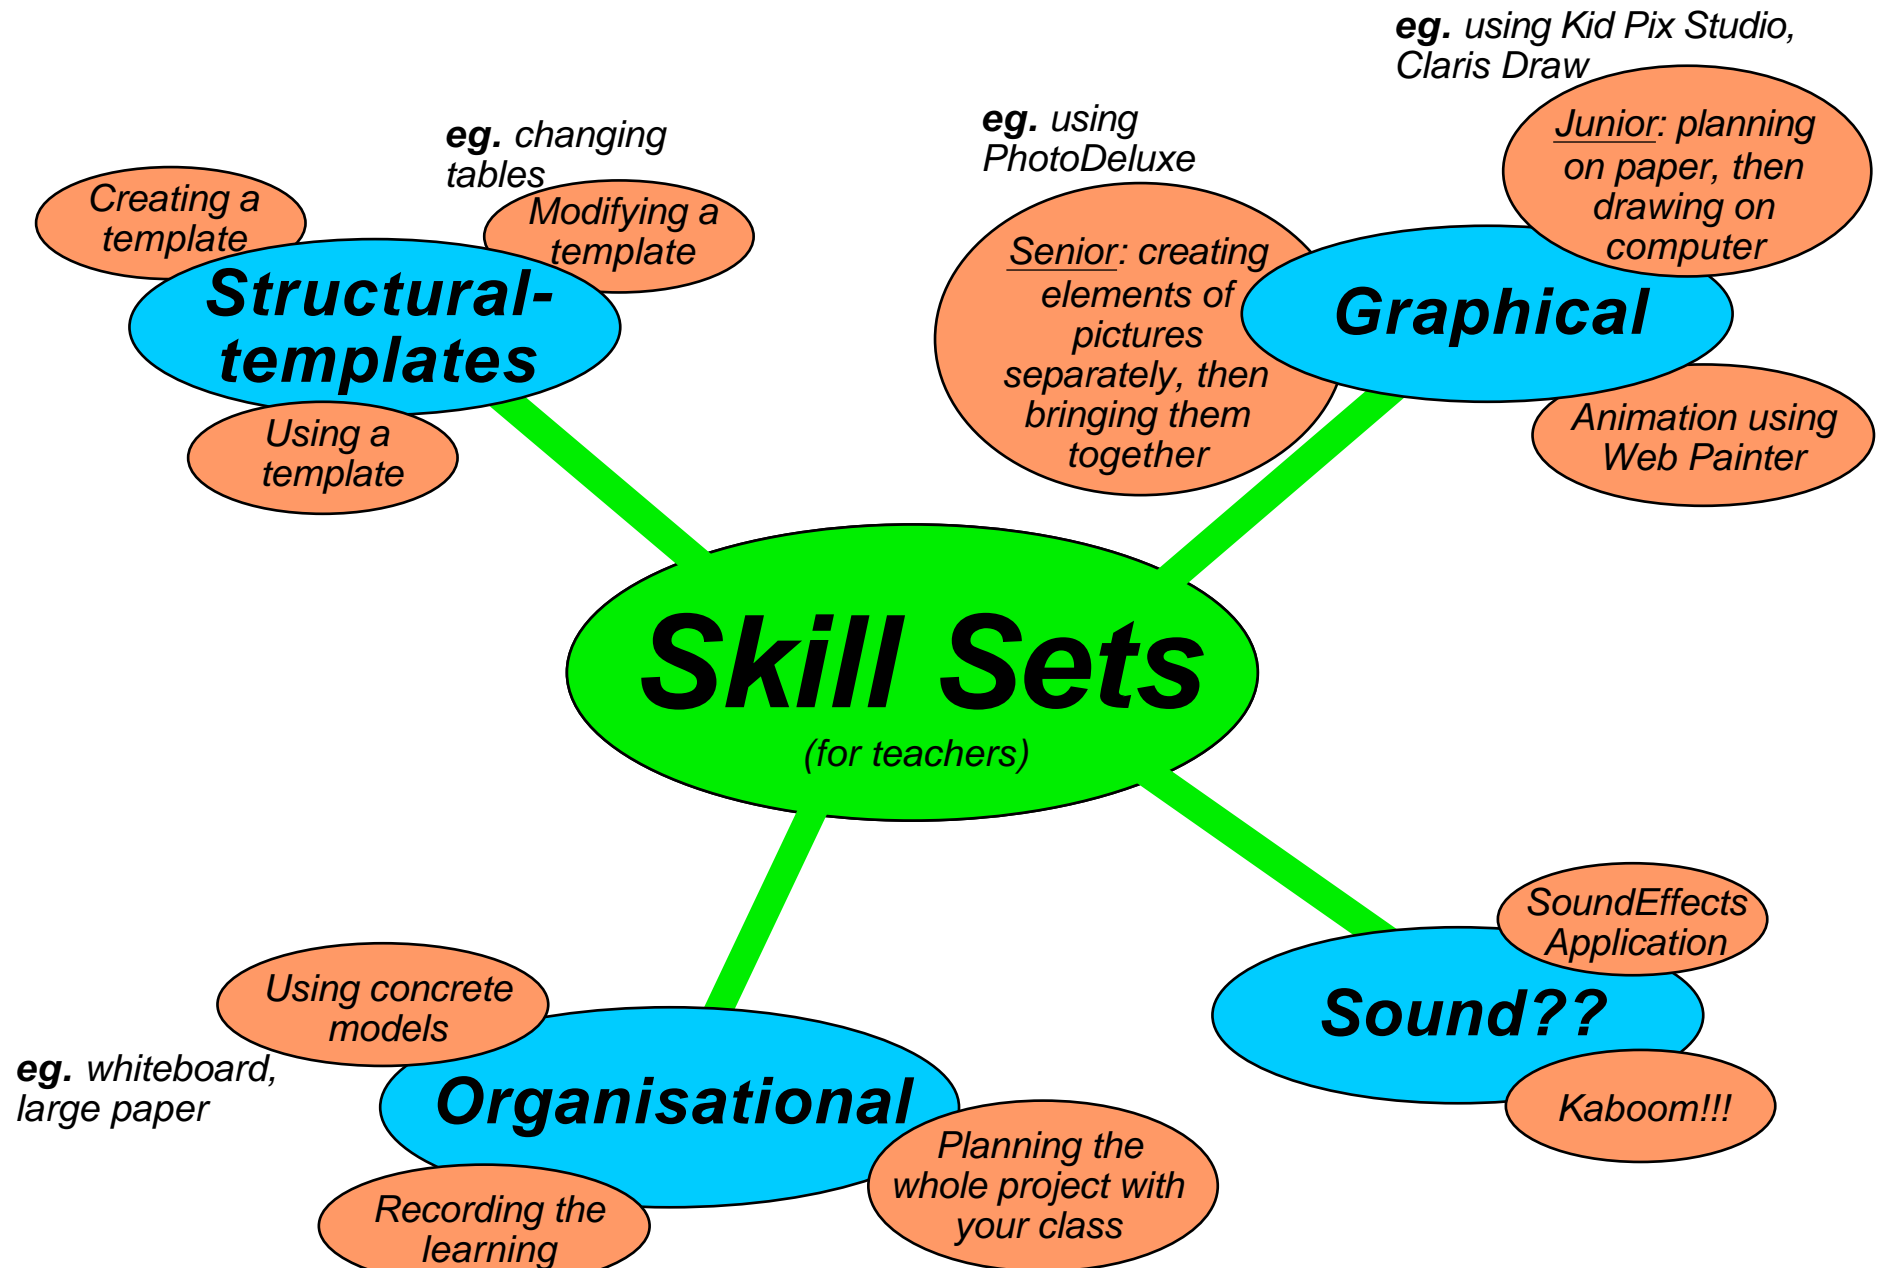 eg. using Kid Pix Studio,
Claris Draw
Junior: planning
on paper, then
drawing on
computer
eg. using
PhotoDeluxe
Senior: creating
elements of
pictures
separately, then
bringing them
together
Graphical
Animation using
Web Painter
eg. changing
tables
Creating a
template
Modifying a
template
Structural-
templates
Using a
template
Skill Sets
(for teachers)
SoundEffects
Application
Sound??
Kaboom!!!
Using concrete
models
eg. whiteboard,
large paper
Organisational
Planning the
whole project with
your class
Recording the
learning